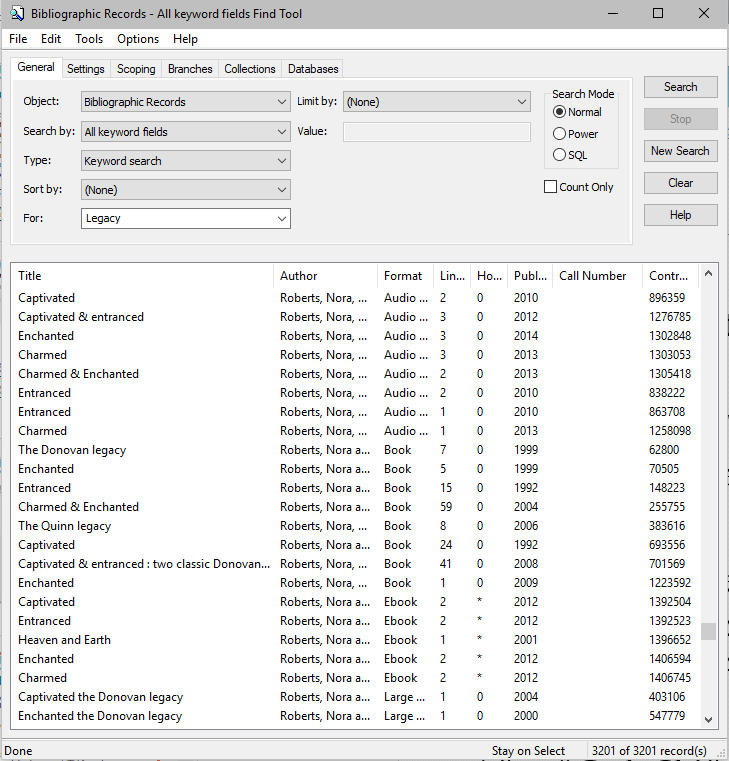 Bibliographic Records - All keyword fields Find Tool
File Edit Tools Options Help
General Settings Scoping Branches Collections Databases
Object: Bibliographic Records Limit by: (None) Search Mode Search
Search by: All keyword fields Value: Normal Stop
Type: Keyword search Power New Search
Sort by: (None) SQL Clear
For: Legacy Count Only Help
Title Author Format Lin... Ho... Publ... Call Number Contr...
Captivated Roberts, Nora, ... Audio ... 2 0 2010 896359
Captivated & entranced Roberts, Nora, ... Audio ... 3 0 2012 1276785
Enchanted Roberts, Nora, ... Audio ... 3 0 2014 1302848
Charmed Roberts, Nora, ... Audio ... 3 0 2013 1303053
Charmed & Enchanted Roberts, Nora, ... Audio ... 2 0 2013 1305418
Entranced Roberts, Nora, ... Audio ... 2 0 2010 838222
Entranced Roberts, Nora, ... Audio ... 1 0 2010 863708
Charmed Roberts, Nora, ... Audio ... 1 0 2013 1258098
The Donovan legacy Roberts, Nora a... Book 7 0 1999 62800
Enchanted Roberts, Nora a... Book 5 0 1999 70505
Entranced Roberts, Nora a... Book 15 0 1992 148223
Charmed & Enchanted Roberts, Nora a... Book 59 0 2004 255755
The Quinn legacy Roberts, Nora, ... Book 8 0 2006 383616
Captivated Roberts, Nora a... Book 24 0 1992 693556
Captivated & entranced : two classic Donovan... Roberts, Nora a... Book 41 0 2008 701569
Enchanted Roberts, Nora a... Book 1 0 2009 1223592
Captivated Roberts, Nora a... Ebook 2 * 2012 1392504
Entranced Roberts, Nora a... Ebook 2 * 2012 1392523
Heaven and Earth Roberts, Nora a... Ebook 1 * 2001 1396652
Enchanted Roberts, Nora a... Ebook 2 * 2012 1406594
Charmed Roberts, Nora a... Ebook 2 * 2012 1406745
Captivated the Donovan legacy Roberts, Nora a... Large ... 1 0 2004 403106
Enchanted the Donovan legacy Roberts, Nora a... Large ... 1 0 2000 547779
Done Stay on Select 3201 of 3201 record(s)